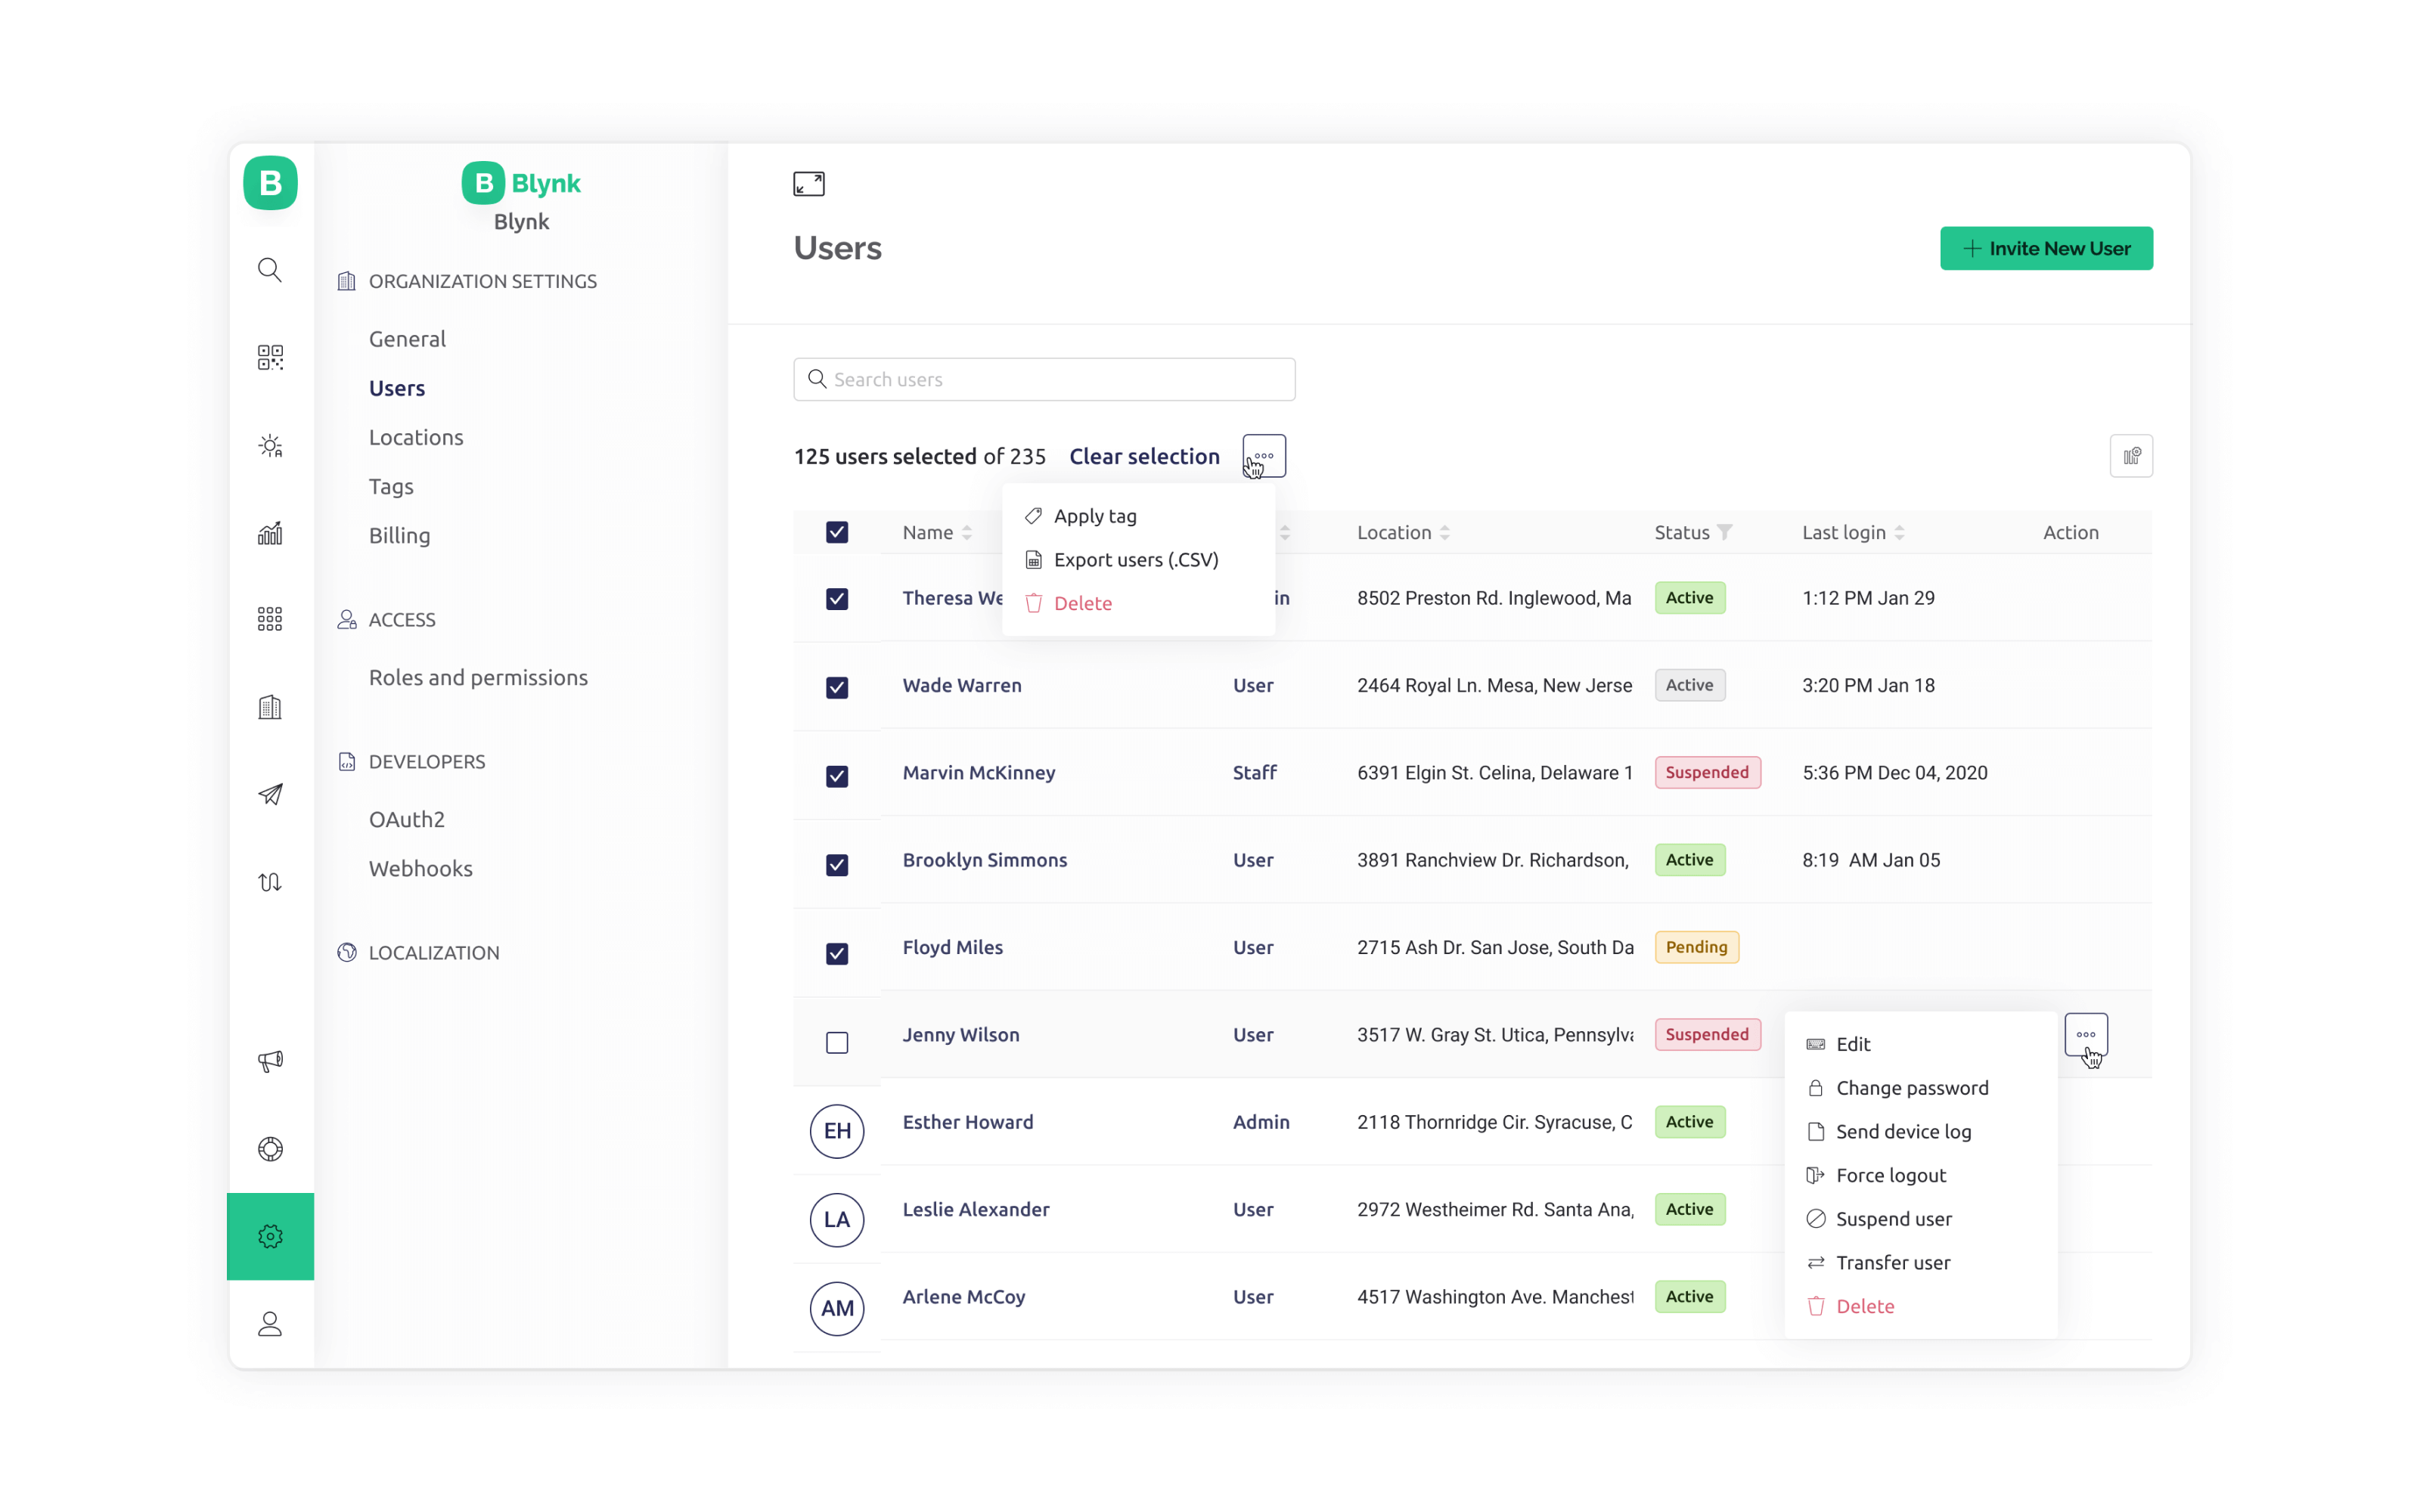 B
B Blynk
Blynk
ORGANIZATION SETTINGS
General
Users
Locations
Tags
Billing
ACCESS
Roles and permissions
DEVELOPERS
OAuth2
Webhooks
LOCALIZATION
Users
Invite New User
Search users
125 users selected of 235 Clear selection
Apply tag
Export users (.CSV)
Delete
Name Location Status Last login Action
Theresa We in 8502 Preston Rd. Inglewood, Ma Active 1:12 PM Jan 29
Wade Warren User 2464 Royal Ln. Mesa, New Jerse Active 3:20 PM Jan 18
Marvin McKinney Staff 6391 Elgin St. Celina, Delaware 1 Suspended 5:36 PM Dec 04, 2020
Brooklyn Simmons User 3891 Ranchview Dr. Richardson, Active 8:19 AM Jan 05
Floyd Miles User 2715 Ash Dr. San Jose, South Da Pending
Jenny Wilson User 3517 W. Gray St. Utica, Pennsylva Suspended
EH Esther Howard Admin 2118 Thornridge Cir. Syracuse, C Active
LA Leslie Alexander User 2972 Westheimer Rd. Santa Ana, Active
AM Arlene McCoy User 4517 Washington Ave. Manchest Active
Edit
Change password
Send device log
Force logout
Suspend user
Transfer user
Delete